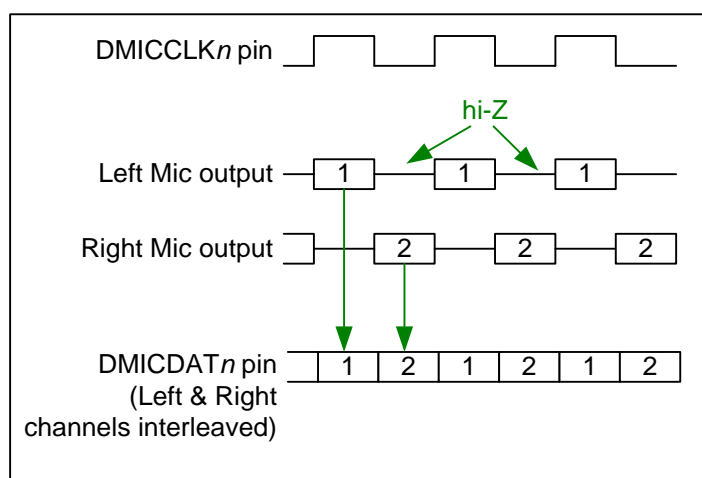 DMICCLKn pin
hi-Z
Left Mic output
1 1 1
Right Mic output
2 2 2
DMICDATn pin
1 2 1 2 1 2
(Left & Right
channels interleaved)